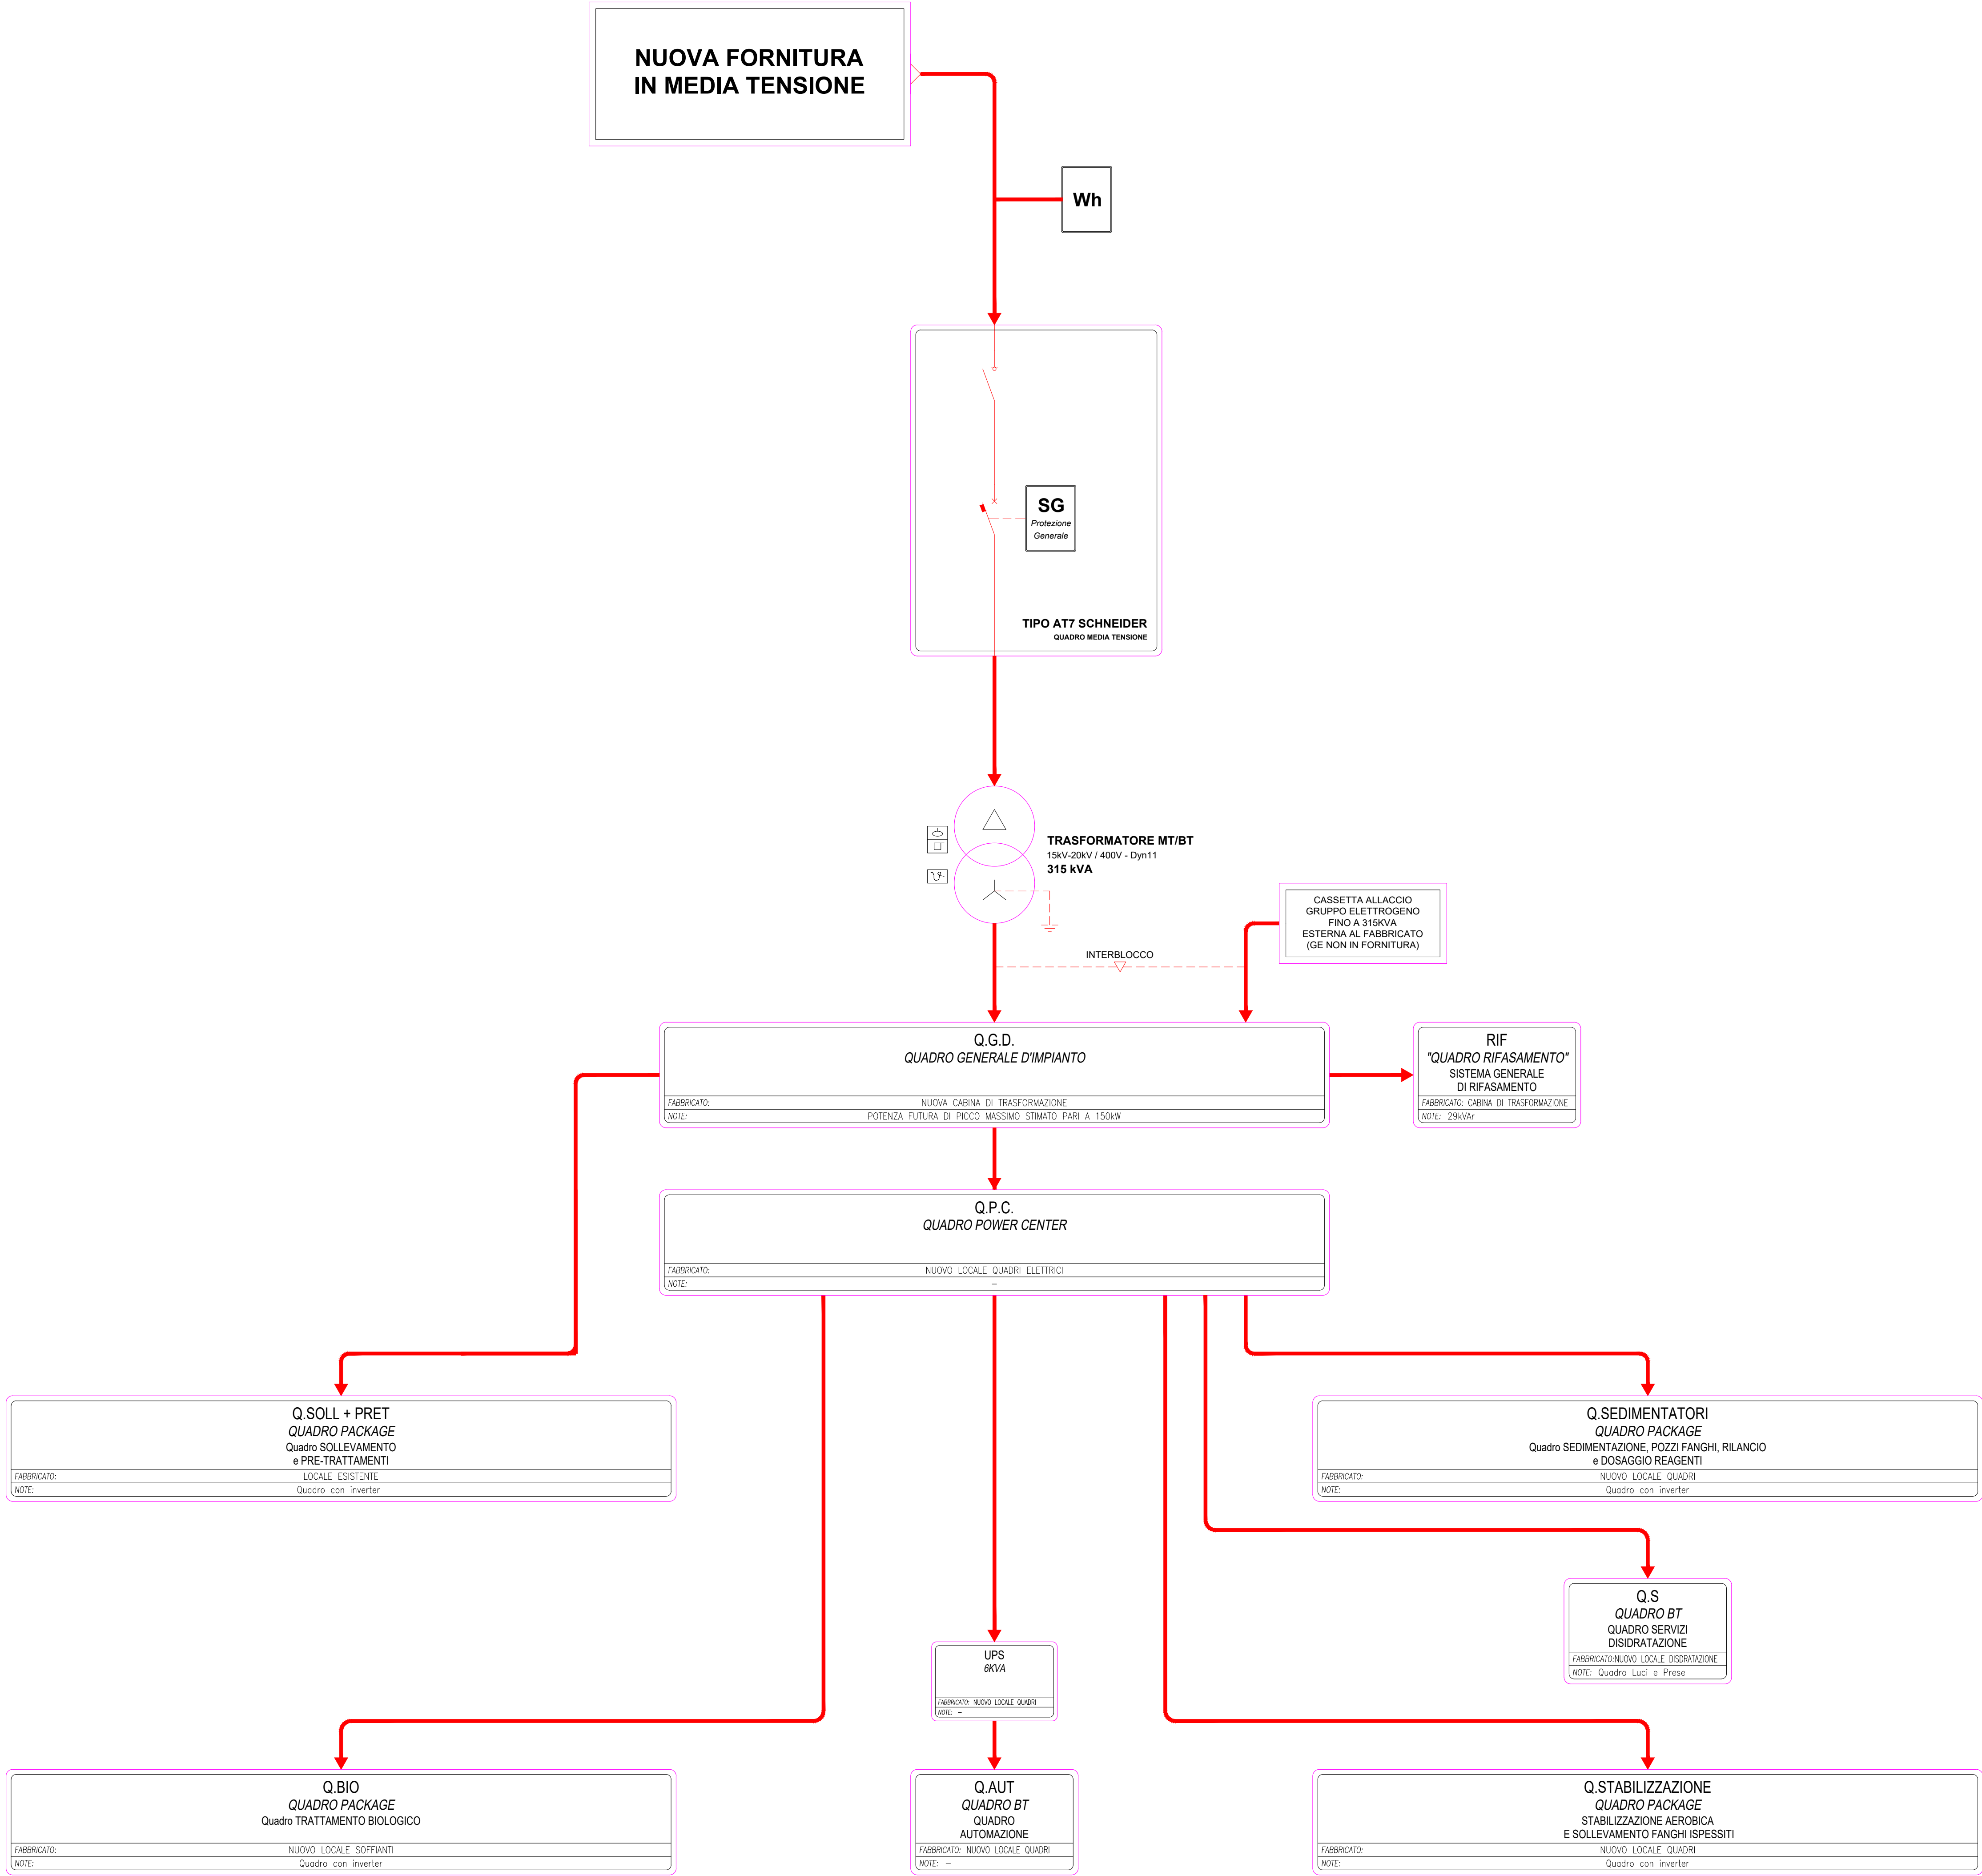 NUOVA FORNITURA
IN MEDIA TENSIONE
Wh
SG
Protezione
Generale
TIPO AT7 SCHNEIDER
QUADRO MEDIA TENSIONE
TRASFORMATORE MT/BT
15kV-20kV / 400V - Dyn11
315 kVA
CASSETTA ALLACCIO
GRUPPO ELETTROGENO
FINO A 315KVA
ESTERNA AL FABBRICATO
(GE NON IN FORNITURA)
INTERBLOCCO
Q.G.D.
QUADRO GENERALE D'IMPIANTO
FABBRICATO: NUOVA CABINA DI TRASFORMAZIONE
NOTE: POTENZA FUTURA DI PICCO MASSIMO STIMATO PARI A 150kW
RIF
"QUADRO RIFASAMENTO"
SISTEMA GENERALE
DI RIFASAMENTO
FABBRICATO: CABINA DI TRASFORMAZIONE
NOTE: 29kVAr
Q.P.C.
QUADRO POWER CENTER
FABBRICATO: NUOVO LOCALE QUADRI ELETTRICI
NOTE: –
Q.SOLL + PRET
QUADRO PACKAGE
Quadro SOLLEVAMENTO
e PRE-TRATTAMENTI
FABBRICATO: LOCALE ESISTENTE
NOTE: Quadro con inverter
Q.SEDIMENTATORI
QUADRO PACKAGE
Quadro SEDIMENTAZIONE, POZZI FANGHI, RILANCIO
e DOSAGGIO REAGENTI
FABBRICATO: NUOVO LOCALE QUADRI
NOTE: Quadro con inverter
Q.S
QUADRO BT
QUADRO SERVIZI
DISIDRATAZIONE
FABBRICATO:NUOVO LOCALE DISDRATAZIONE
NOTE: Quadro Luci e Prese
UPS
6KVA
FABBRICATO: NUOVO LOCALE QUADRI
NOTE: –
Q.BIO
QUADRO PACKAGE
Quadro TRATTAMENTO BIOLOGICO
FABBRICATO: NUOVO LOCALE SOFFIANTI
NOTE: Quadro con inverter
Q.AUT
QUADRO BT
QUADRO
AUTOMAZIONE
FABBRICATO: NUOVO LOCALE QUADRI
NOTE: –
Q.STABILIZZAZIONE
QUADRO PACKAGE
STABILIZZAZIONE AEROBICA
E SOLLEVAMENTO FANGHI ISPESSITI
FABBRICATO: NUOVO LOCALE QUADRI
NOTE: Quadro con inverter